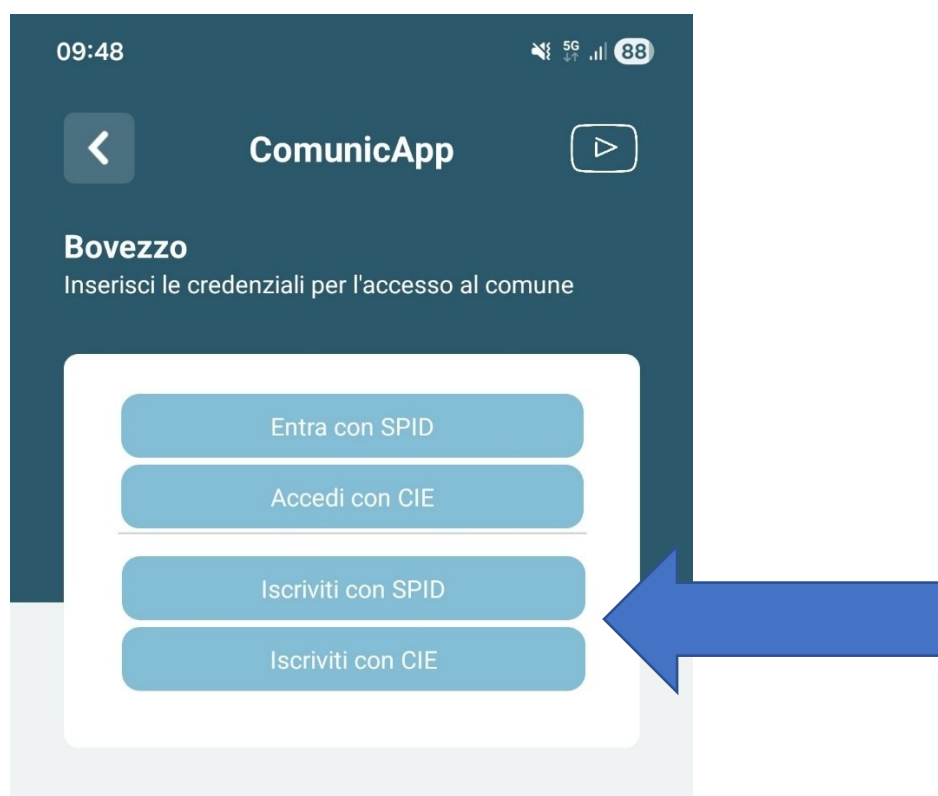 09:48
5G
88
ComunicApp
Bovezzo
Inserisci le credenziali per l'accesso al comune
Entra con SPID
Accedi con CIE
Iscriviti con SPID
Iscriviti con CIE